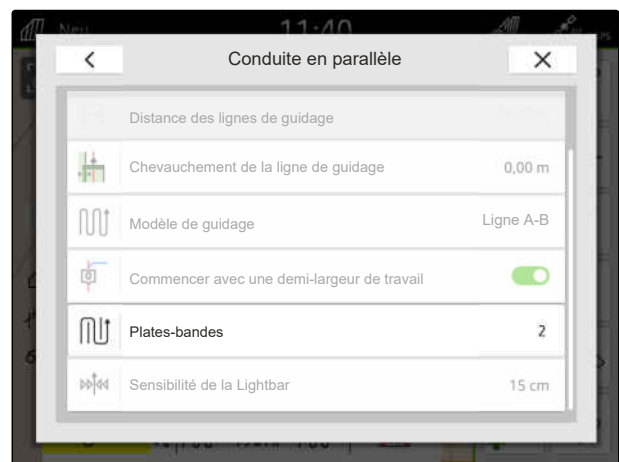 Neu 11:40
Conduite en parallèle
Distance des lignes de guidage
Chevauchement de la ligne de guidage 0,00 m
Modèle de guidage Ligne A-B
Commencer avec une demi-largeur de travail
Plates-bandes 2
Sensibilité de la Lightbar 15 cm